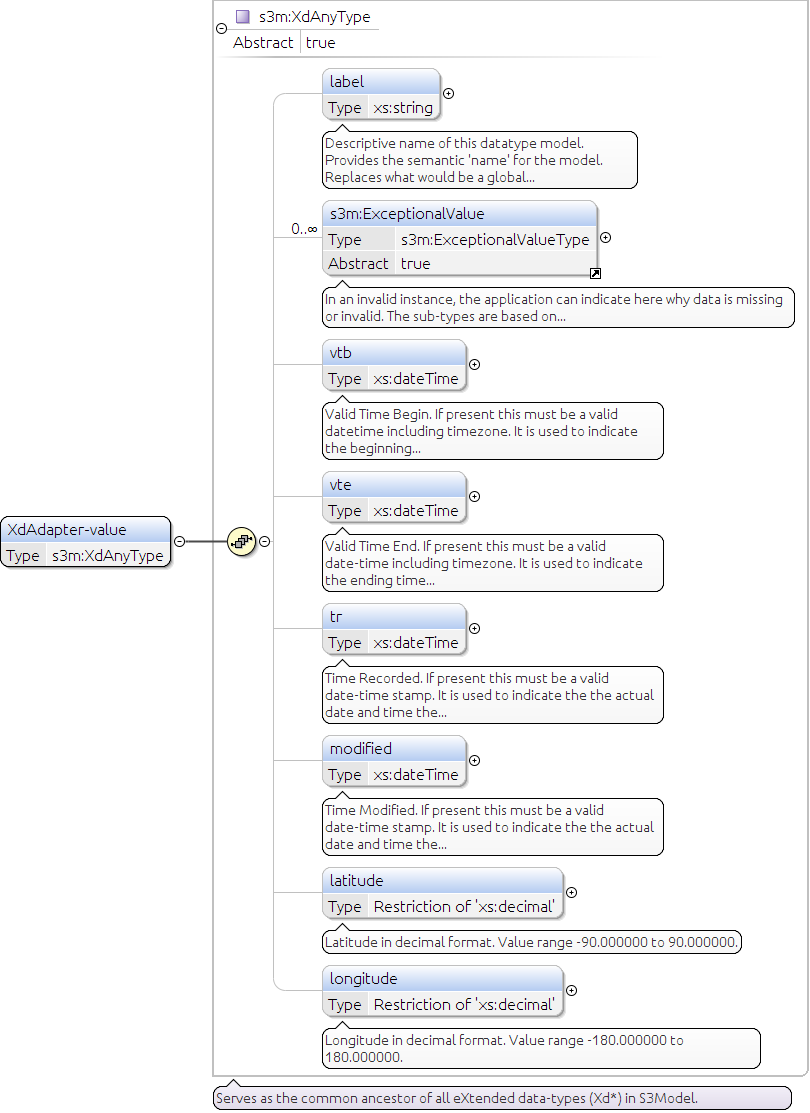 s3m:XdAnyType
Abstract true
label
Type xs:string
Descriptive name of this datatype model.
Provides the semantic 'name' for the model.
Replaces what would be a global...
0..∞
s3m:ExceptionalValue
Type s3m:ExceptionalValueType
Abstract true
In an invalid instance, the application can indicate here why data is missing
or invalid. The sub-types are based on...
vtb
Type xs:dateTime
Valid Time Begin. If present this must be a valid
datetime including timezone. It is used to indicate
the beginning...
vte
Type xs:dateTime
XdAdapter-value
Type s3m:XdAnyType
Valid Time End. If present this must be a valid
date-time including timezone. It is used to indicate
the ending time...
tr
Type xs:dateTime
Time Recorded. If present this must be a valid
date-time stamp. It is used to indicate the the actual
date and time the...
modified
Type xs:dateTime
Time Modified. If present this must be a valid
date-time stamp. It is used to indicate the the actual
date and time the...
latitude
Type Restriction of 'xs:decimal'
Latitude in decimal format. Value range -90.000000 to 90.000000.
longitude
Type Restriction of 'xs:decimal'
Longitude in decimal format. Value range -180.000000 to
180.000000.
Serves as the common ancestor of all eXtended data-types (Xd*) in S3Model.